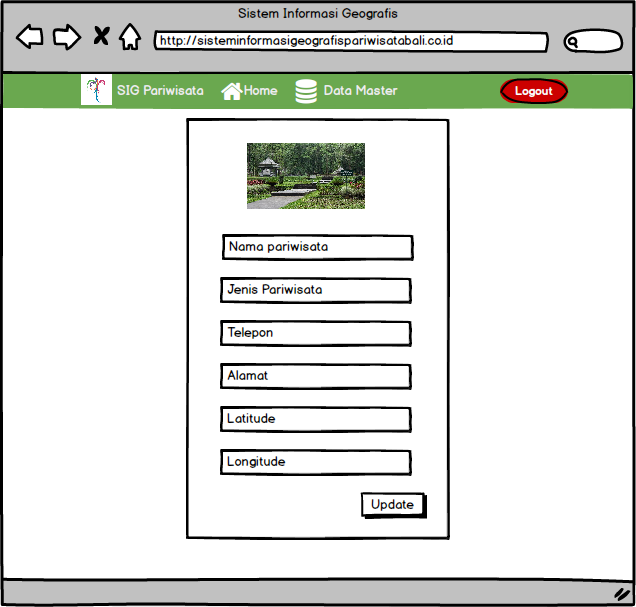 Sistem Informasi Geografis
http://sisteminformasigeografispariwisatabali.co.id
SIG Pariwisata Home Data Master Logout
Nama pariwisata
Jenis Pariwisata
Telepon
Alamat
Latitude
Longitude
Update